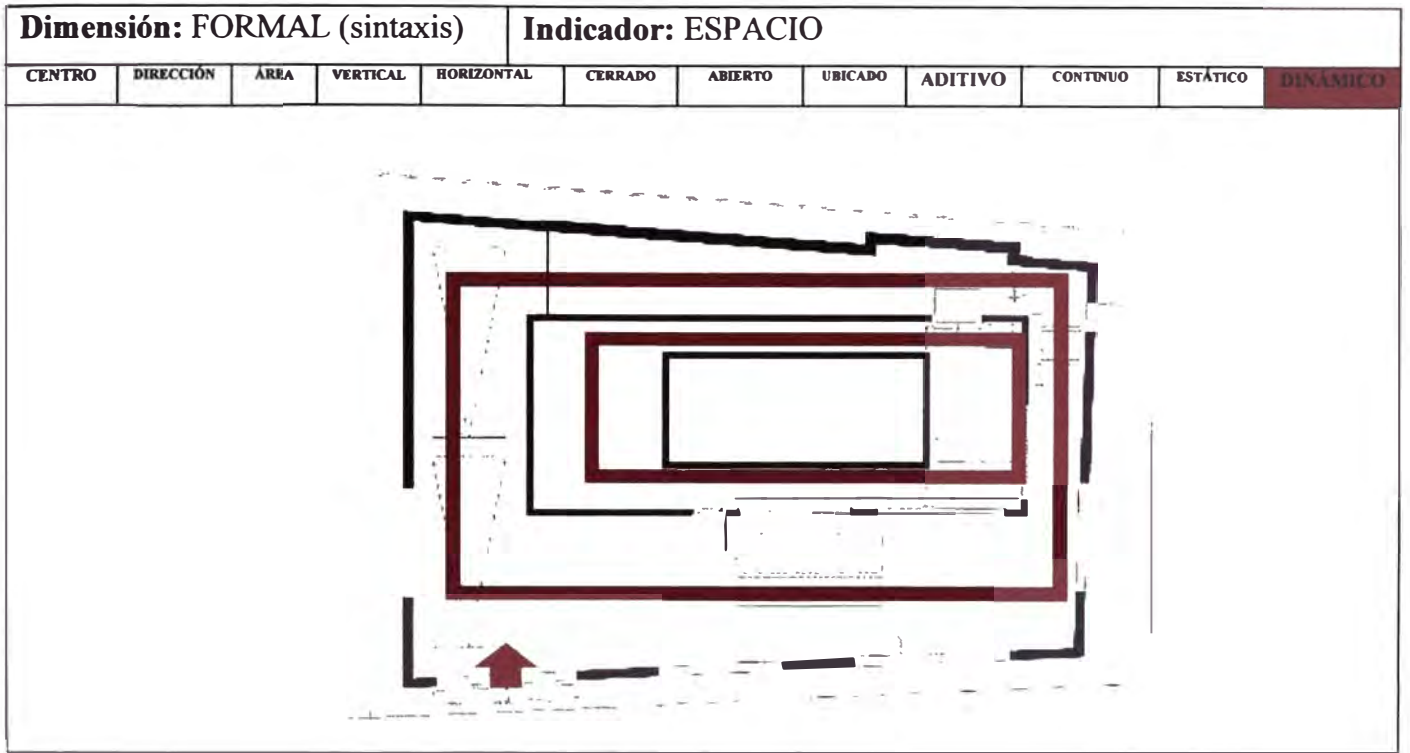 Dimensión: FORMAL (sintaxis)
Indicador: ESPACIO
CENTRO DIRECCIÓN ÁREA VERTICAL HORIZONTAL CERRADO ABIERTO UBICADO ADITIVO CONTINUO ESTÁTICO DINÁMICO